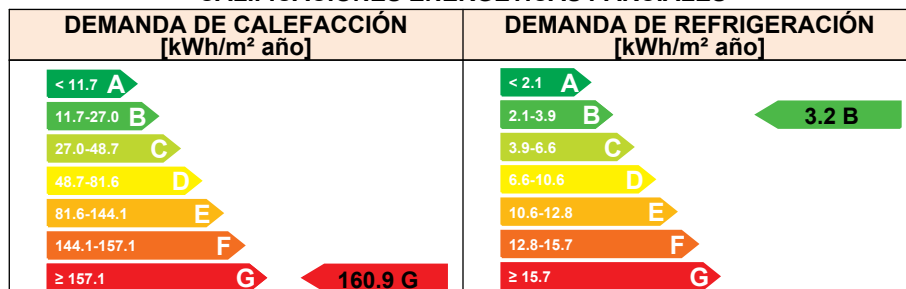 CALIFICACIONES ENERGÉTICAS PARCIALES
DEMANDA DE CALEFACCIÓN
[kWh/m² año]
< 11.7 A
11.7-27.0 B
27.0-48.7 C
48.7-81.6 D
81.6-144.1 E
144.1-157.1 F
≥ 157.1 G
160.9 G
DEMANDA DE REFRIGERACIÓN
[kWh/m² año]
< 2.1 A
2.1-3.9 B
3.2 B
3.9-6.6 C
6.6-10.6 D
10.6-12.8 E
12.8-15.7 F
≥ 15.7 G